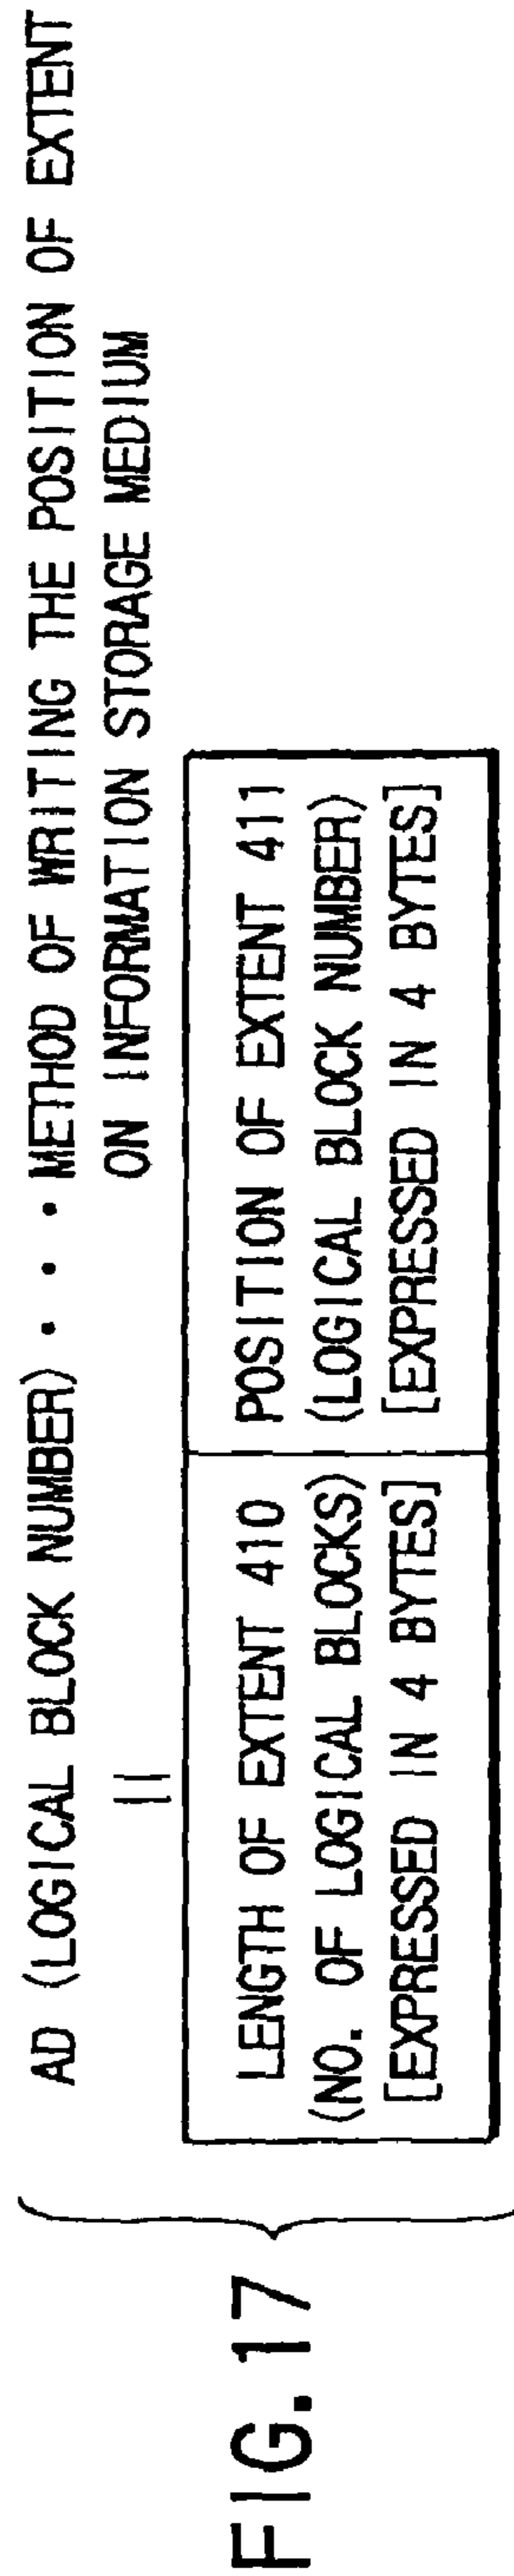 AD (LOGICAL BLOCK NUMBER) • • • METHOD OF WRITING THE POSITION OF EXTENT
ON INFORMATION STORAGE MEDIUM
||
LENGTH OF EXTENT 410
(NO. OF LOGICAL BLOCKS)
[EXPRESSED IN 4 BYTES]
POSITION OF EXTENT 411
(LOGICAL BLOCK NUMBER)
[EXPRESSED IN 4 BYTES]
FIG. 17